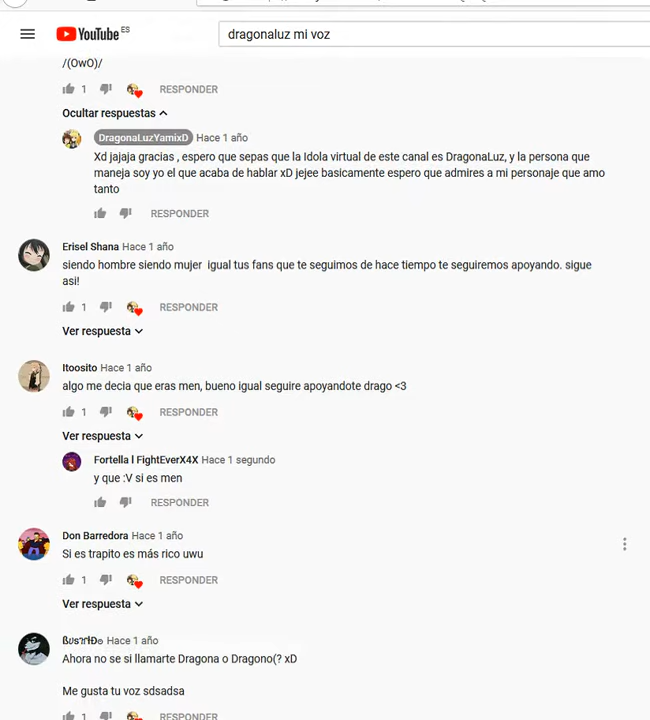 YouTube ES
dragonaluz mi voz
/(OwO)/
1 RESPONDER
Ocultar respuestas
DragonaLuzYamixD Hace 1 año
Xd jajaja gracias , espero que sepas que la Idola virtual de este canal es DragonaLuz, y la persona que
maneja soy yo el que acaba de hablar xD jejee basicamente espero que admires a mi personaje que amo
tanto
RESPONDER
Erisel Shana Hace 1 año
siendo hombre siendo mujer igual tus fans que te seguimos de hace tiempo te seguiremos apoyando. sigue
asi!
1 RESPONDER
Ver respuesta
Itoosito Hace 1 año
algo me decia que eras men, bueno igual seguire apoyandote drago <3
1 RESPONDER
Ver respuesta
Fortella l FightEverX4X Hace 1 segundo
y que :V si es men
RESPONDER
Don Barredora Hace 1 año
Si es trapito es más rico uwu
1 RESPONDER
Ver respuesta
Hace 1 año
Ahora no se si llamarte Dragona o Dragono(? xD
Me gusta tu voz sdsadsa
1 RESPONDER